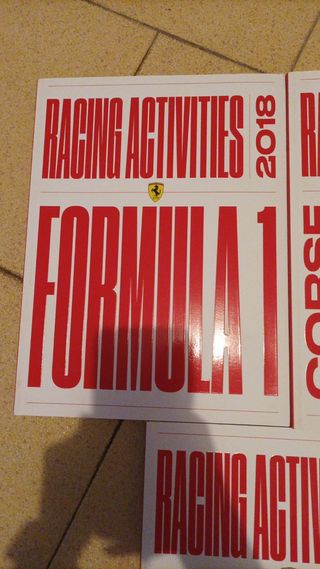 RACING ACTIVITIES
2018
FORMULA 1
CORSE
RACING ACTIV